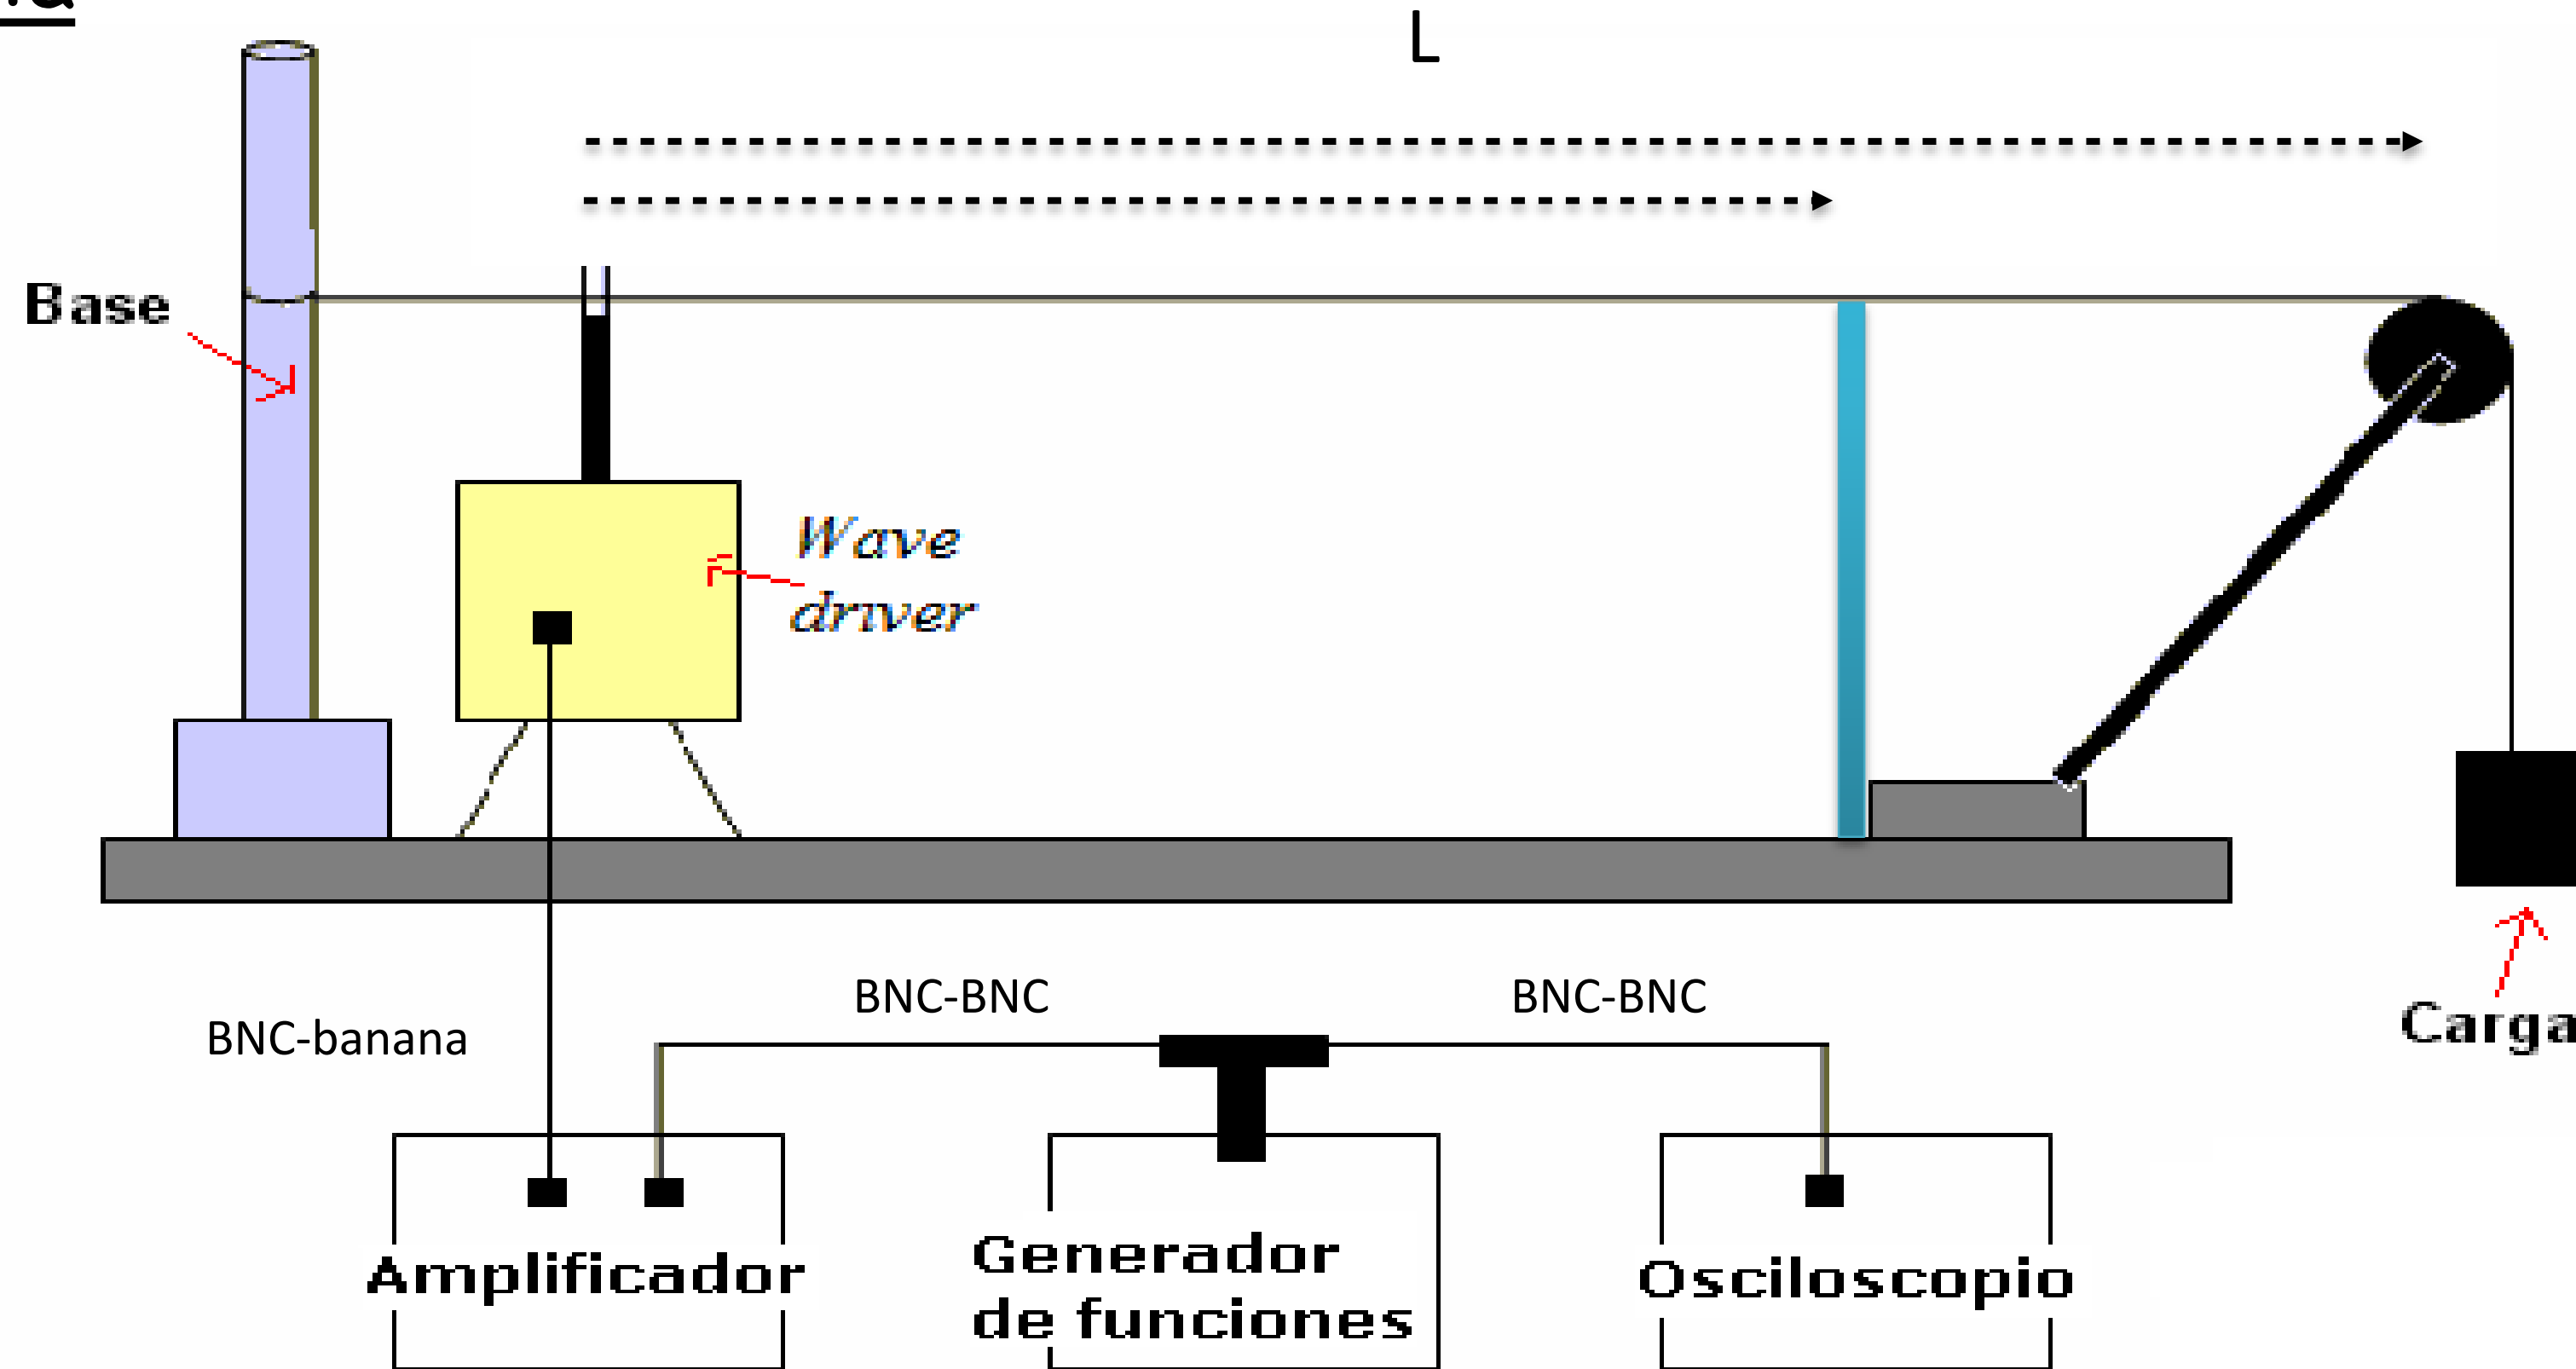 L
Base
Wave
driver
BNC-BNC
BNC-BNC
BNC-banana
Carga
Amplificador
Generador
de funciones
Osciloscopio